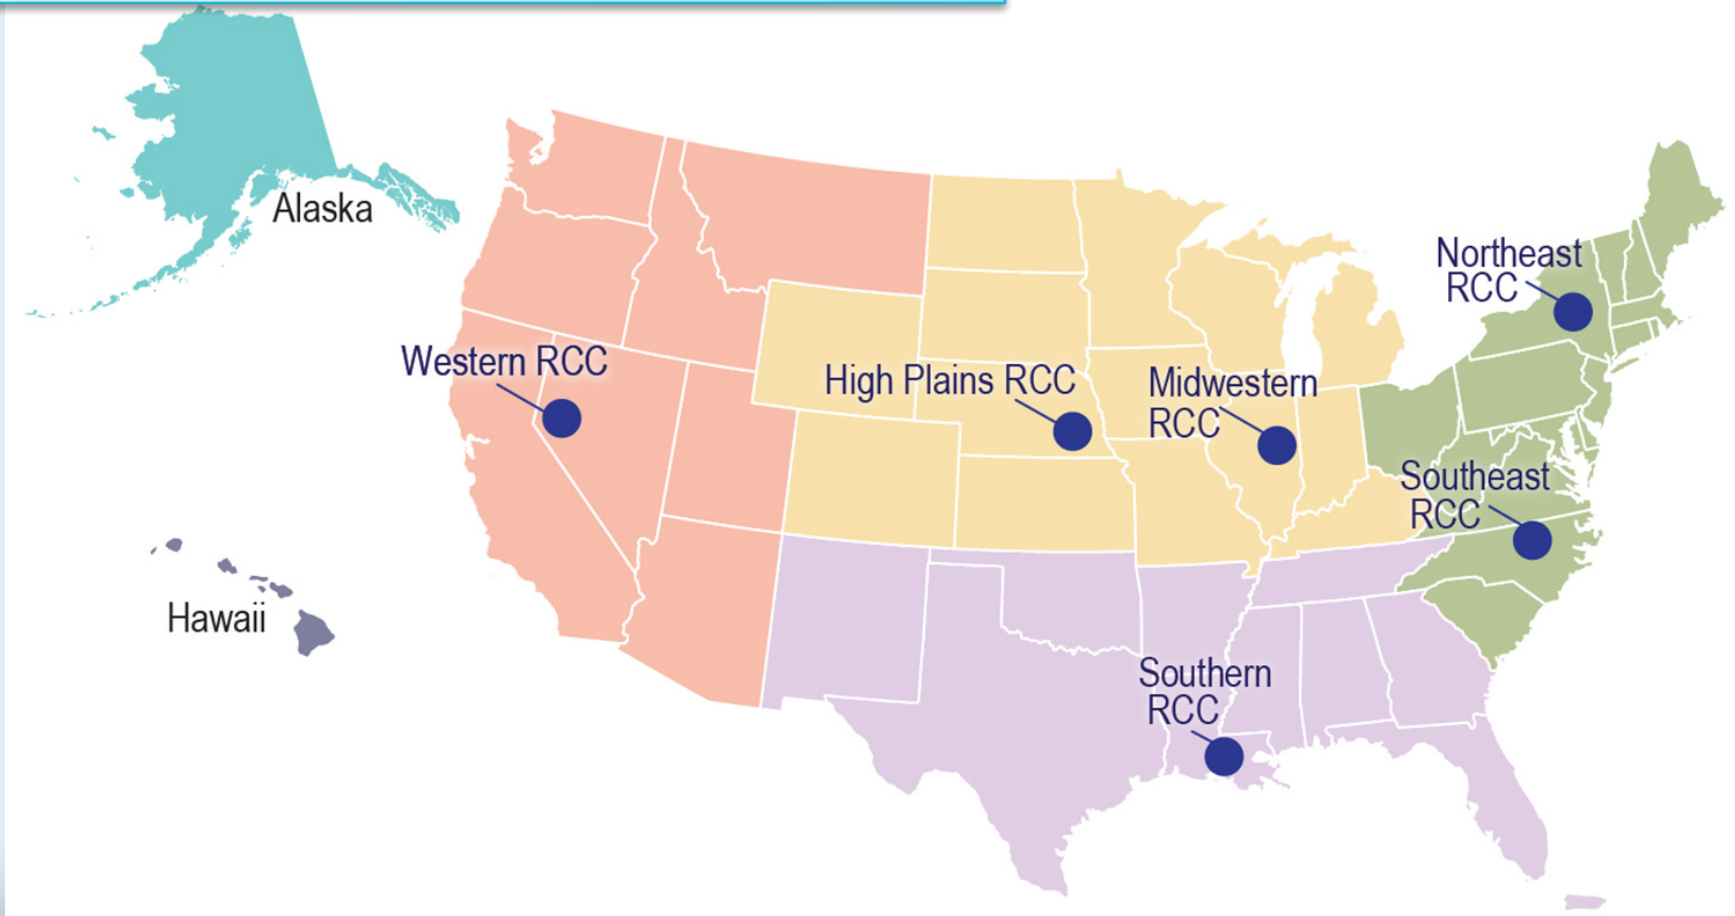 Alaska
Northeast
RCC
Western RCC
High Plains RCC
Midwestern
RCC
Southeast
RCC
Hawaii
Southern
RCC